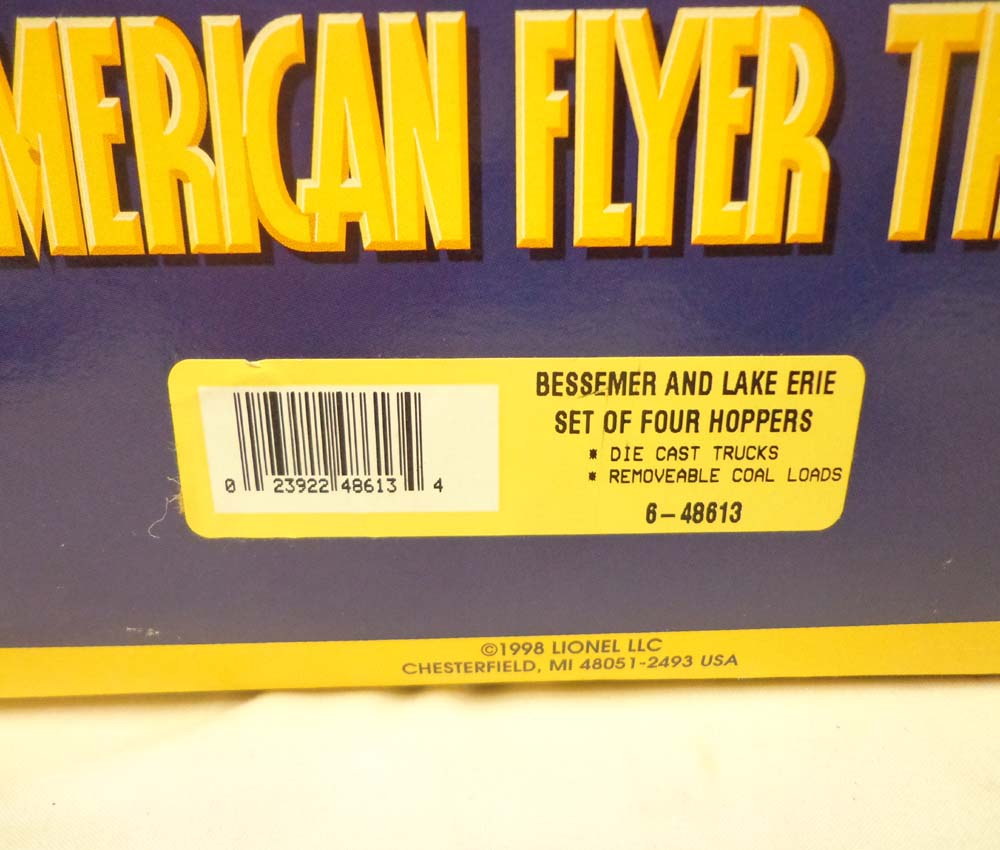 MERICAN FLYER T
BESSEMER AND LAKE ERIE
SET OF FOUR HOPPERS
* DIE CAST TRUCKS
* REMOVEABLE COAL LOADS
6-48613
0 23922 48613 4
©1998 LIONEL LLC
CHESTERFIELD, MI 48051-2493 USA